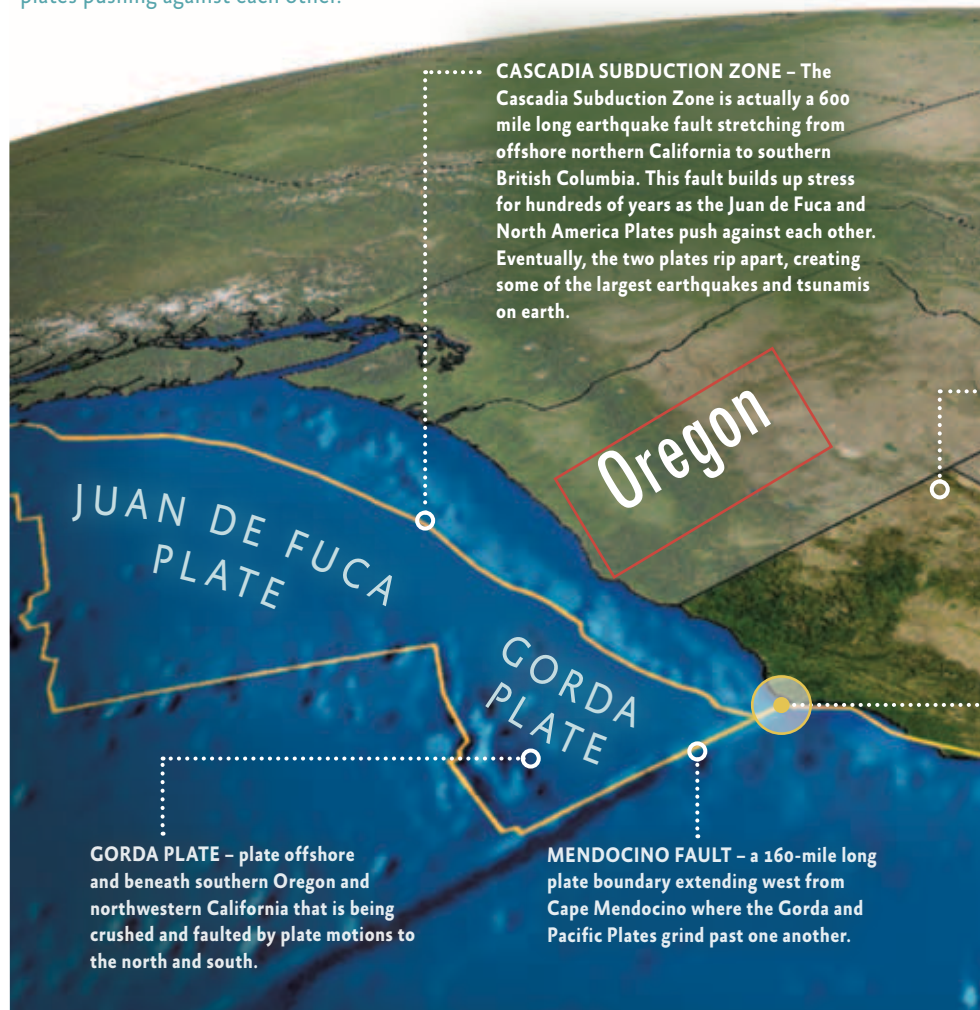 plates pushing against each other.
CASCADIA SUBDUCTION ZONE – The
Cascadia Subduction Zone is actually a 600
mile long earthquake fault stretching from
offshore northern California to southern
British Columbia. This fault builds up stress
for hundreds of years as the Juan de Fuca and
North America Plates push against each other.
Eventually, the two plates rip apart, creating
some of the largest earthquakes and tsunamis
on earth.
Oregon
JUAN DE FUCA
PLATE
GORDA
PLATE
GORDA PLATE – plate offshore
and beneath southern Oregon and
northwestern California that is being
crushed and faulted by plate motions to
the north and south.
MENDOCINO FAULT – a 160-mile long
plate boundary extending west from
Cape Mendocino where the Gorda and
Pacific Plates grind past one another.